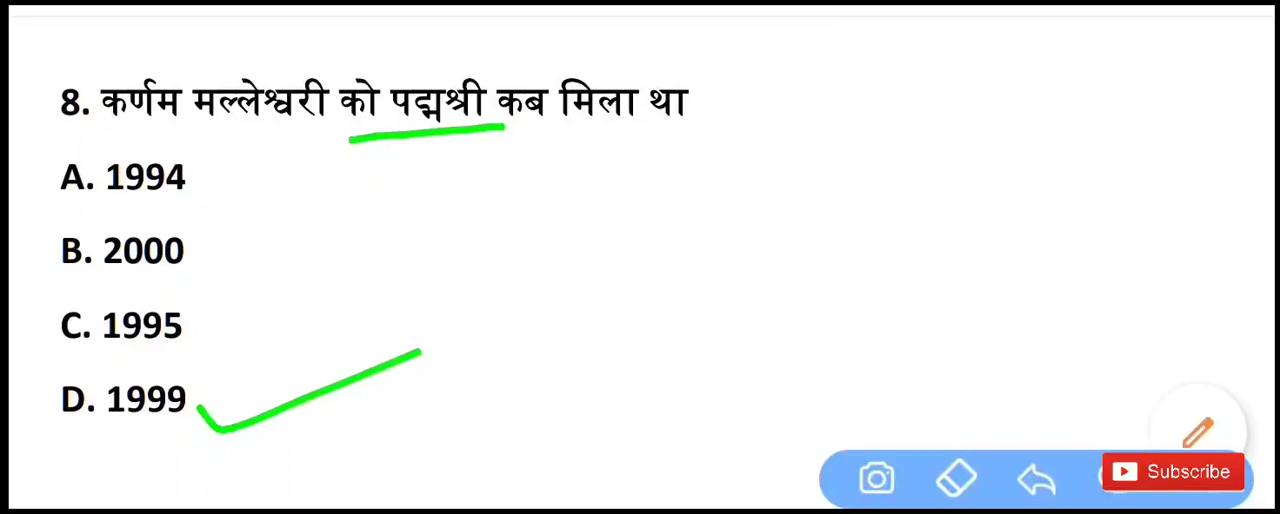 8. कर्णम मल्लेश्वरी को पद्मश्री कब मिला था
A. 1994
B. 2000
C. 1995
D. 1999
Subscribe